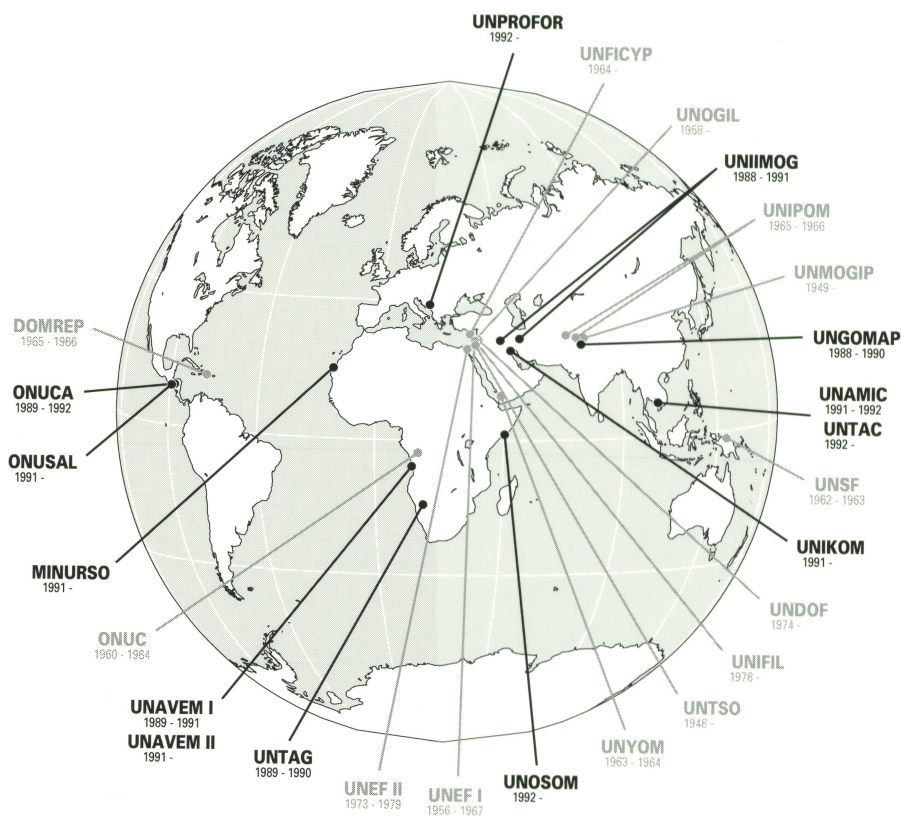 UNPROFOR
1992 -
UNFICYP
1964 -
UNOGIL
1958 -
UNIIMOG
1988 - 1991
UNIPOM
1965 - 1966
UNMOGIP
1949 -
DOMREP
1965 - 1966
UNGOMAP
1988 - 1990
ONUCA
1989 - 1992
UNAMIC
1991 - 1992
UNTAC
1992 -
ONUSAL
1991 -
UNSF
1962 - 1963
UNIKOM
1991 -
MINURSO
1991 -
UNDOF
1974 -
ONUC
1960 - 1964
UNIFIL
1978 -
UNAVEM I
1989 - 1991
UNAVEM II
1991 -
UNTSO
1948 -
UNTAG
1989 - 1990
UNYOM
1963 - 1964
UNEF II
1973 - 1979
UNEF I
1956 - 1967
UNOSOM
1992 -